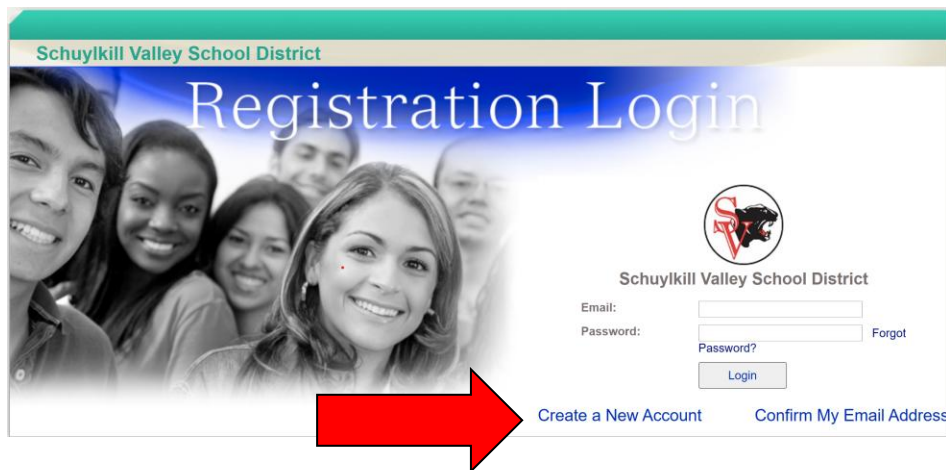 Schuylkill Valley School District
Registration Login
SV
Schuylkill Valley School District
Email:
Password: Forgot
Password?
Login
Create a New Account Confirm My Email Address